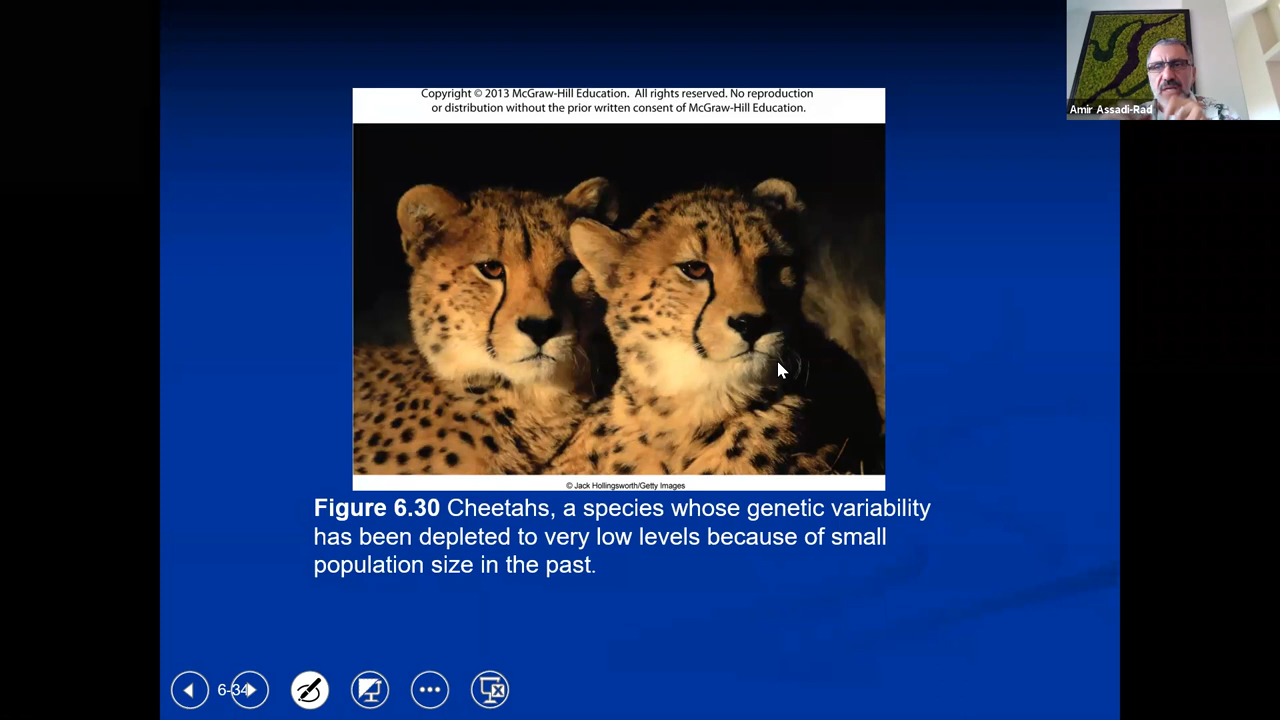 Copyright © 2013 McGraw-Hill Education. All rights reserved. No reproduction
or distribution without the prior written consent of McGraw-Hill Education.
Amir Assadi-Rad
© Jack Hollingsworth/Getty Images
Figure 6.30 Cheetahs, a species whose genetic variability
has been depleted to very low levels because of small
population size in the past.
6-34